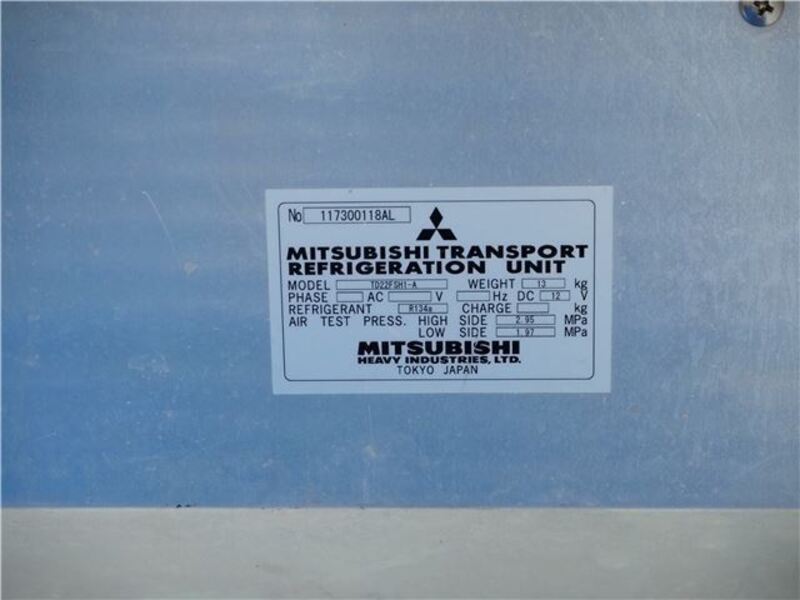 No 117300118AL
MITSUBISHI TRANSPORT
REFRIGERATION UNIT
MODEL TD22FSH1-A WEIGHT 13 kg
PHASE AC V Hz DC 12 V
REFRIGERANT R134a CHARGE kg
AIR TEST PRESS. HIGH SIDE 2.95 MPa
LOW SIDE 1.97 MPa
MITSUBISHI
HEAVY INDUSTRIES, LTD.
TOKYO JAPAN